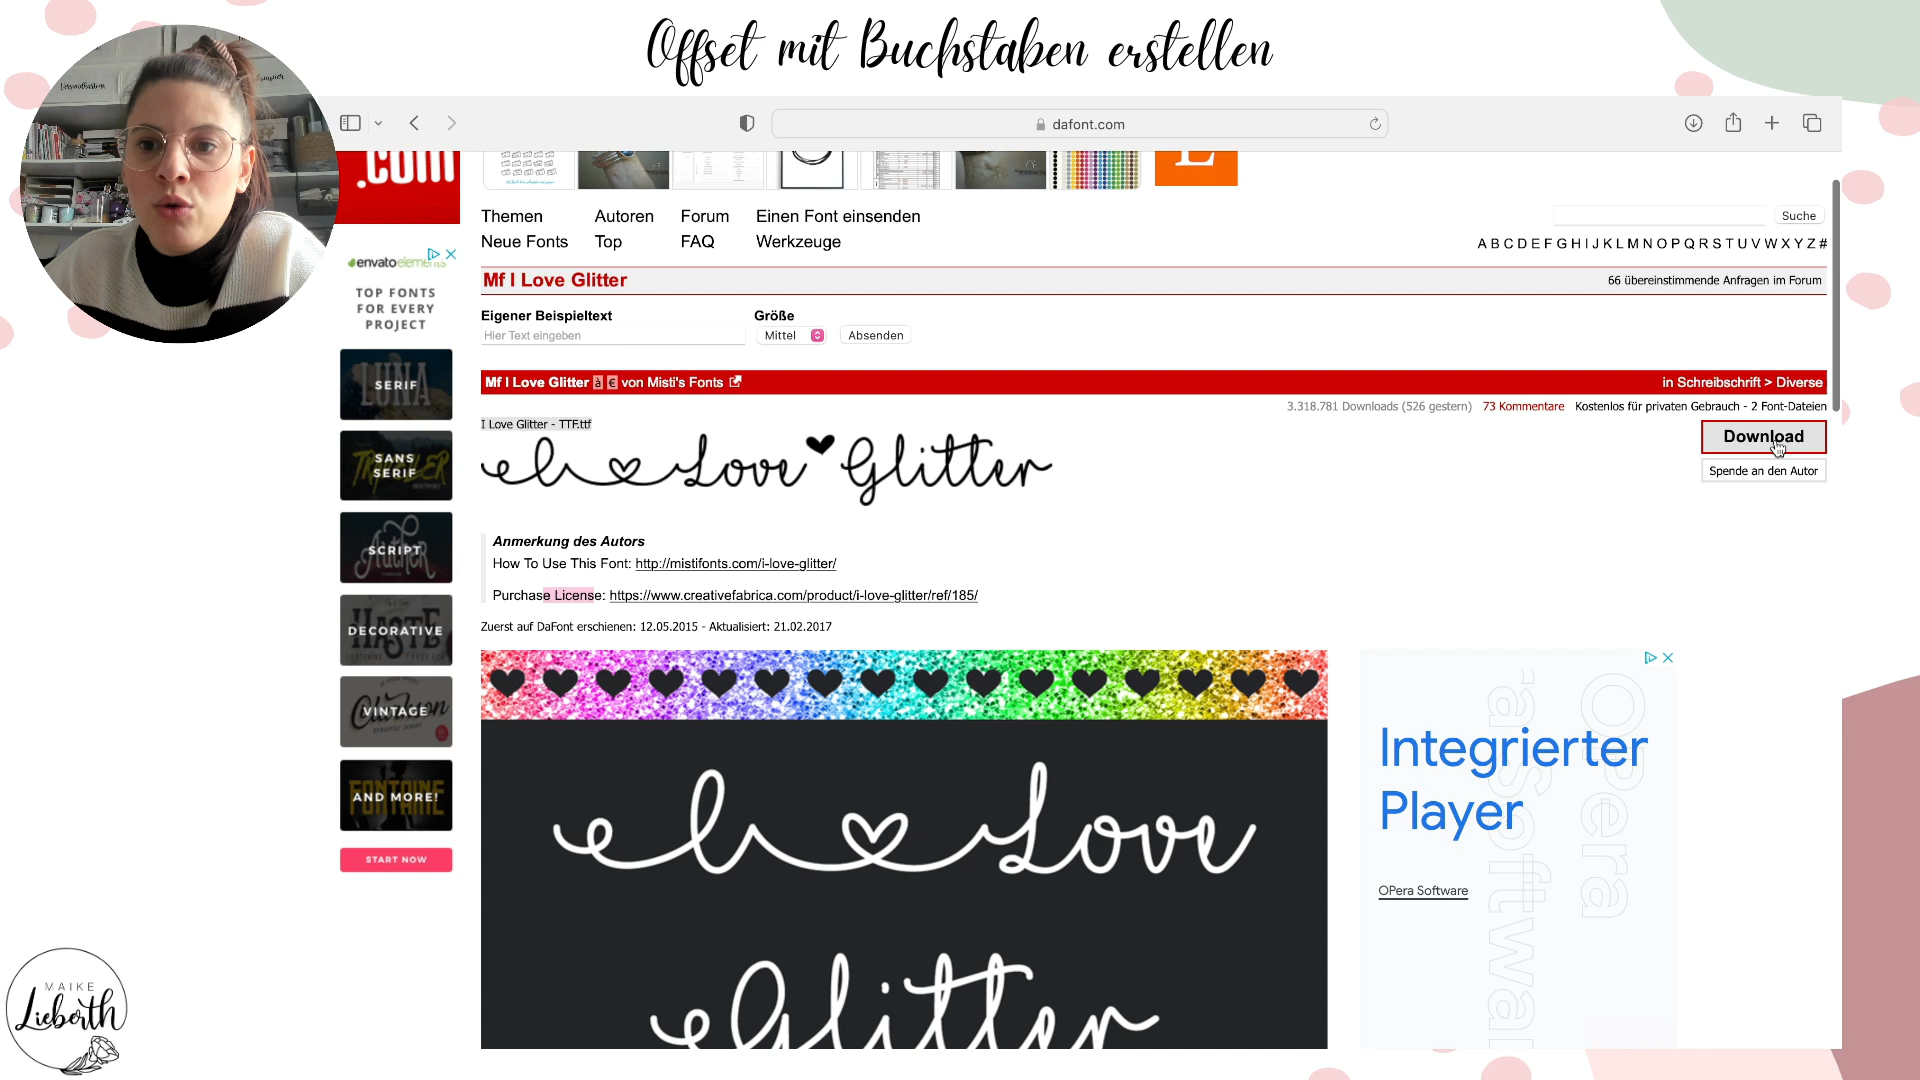 Offset mit Buchstaben erstellen
dafont.com
.com
Themen Autoren Forum Einen Font einsenden
Neue Fonts Top FAQ Werkzeuge
Suche
A B C D E F G H I J K L M N O P Q R S T U V W X Y Z #
Mf I Love Glitter
66 übereinstimmende Anfragen im Forum
Eigener Beispieltext Größe
Hier Text eingeben Mittel Absenden
Mf I Love Glitter à € von Misti's Fonts
in Schreibschrift > Diverse
3.318.781 Downloads (526 gestern) 73 Kommentare Kostenlos für privaten Gebrauch - 2 Font-Dateien
I Love Glitter - TTF.ttf
I Love Glitter
Download
Spende an den Autor
Anmerkung des Autors
How To Use This Font: http://mistifonts.com/i-love-glitter/
Purchase License: https://www.creativefabrica.com/product/i-love-glitter/ref/185/
Zuerst auf DaFont erschienen: 12.05.2015 - Aktualisiert: 21.02.2017
I Love
Glitter
envatoelements
TOP FONTS
FOR EVERY
PROJECT
LUNA
SERIF
SANS
SERIF
SCRIPT
HASTE
DECORATIVE
VINTAGE
FONTAINE
AND MORE!
START NOW
Integrierter
Player
OPera Software
OPera
Software
MAIKE
Lieberth